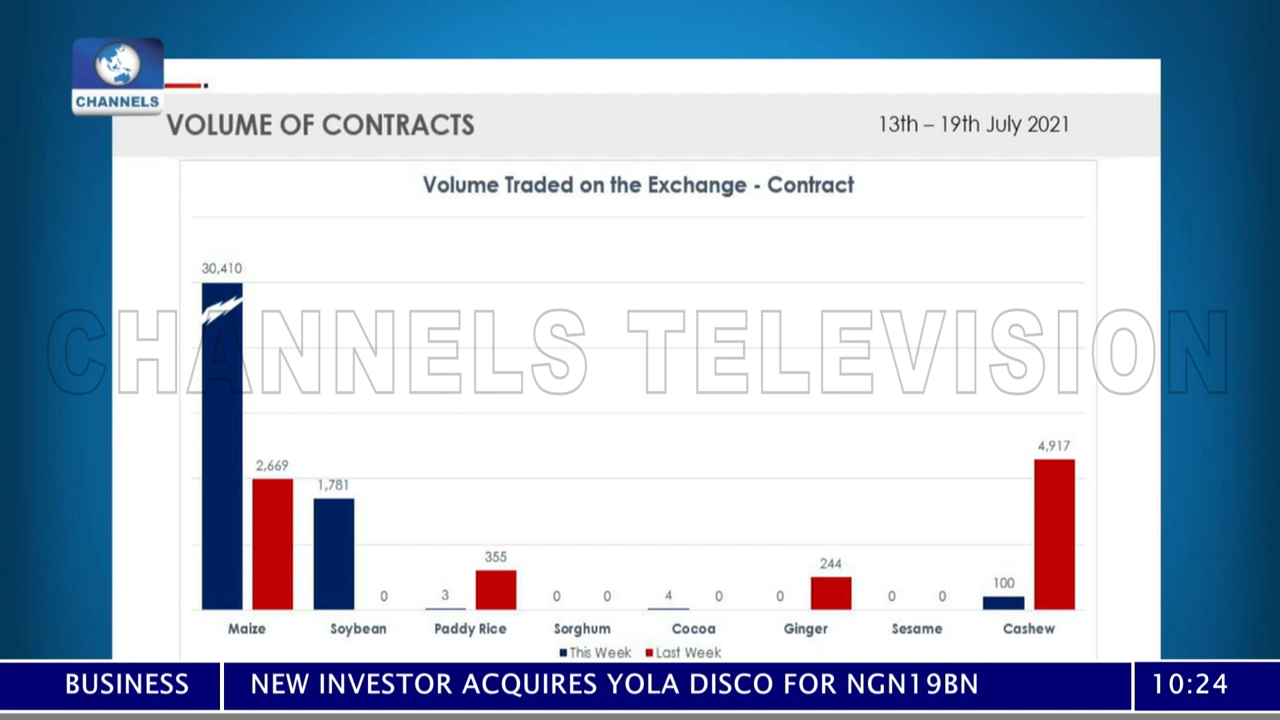 CHANNELS
VOLUME OF CONTRACTS
13th – 19th July 2021
Volume Traded on the Exchange - Contract
30,410
2,669
1,781
0
3
355
0
0
4
0
0
244
0
0
100
4,917
CHANNELS TELEVISION
Maize
Soybean
Paddy Rice
Sorghum
Cocoa
Ginger
Sesame
Cashew
This Week
Last Week
BUSINESS
NEW INVESTOR ACQUIRES YOLA DISCO FOR NGN19BN
10:24